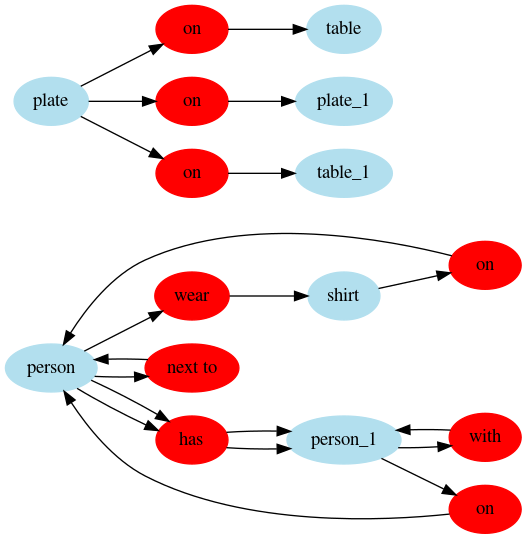 on
table
plate
on
plate_1
on
table_1
on
wear
shirt
person
next to
has
person_1
with
on